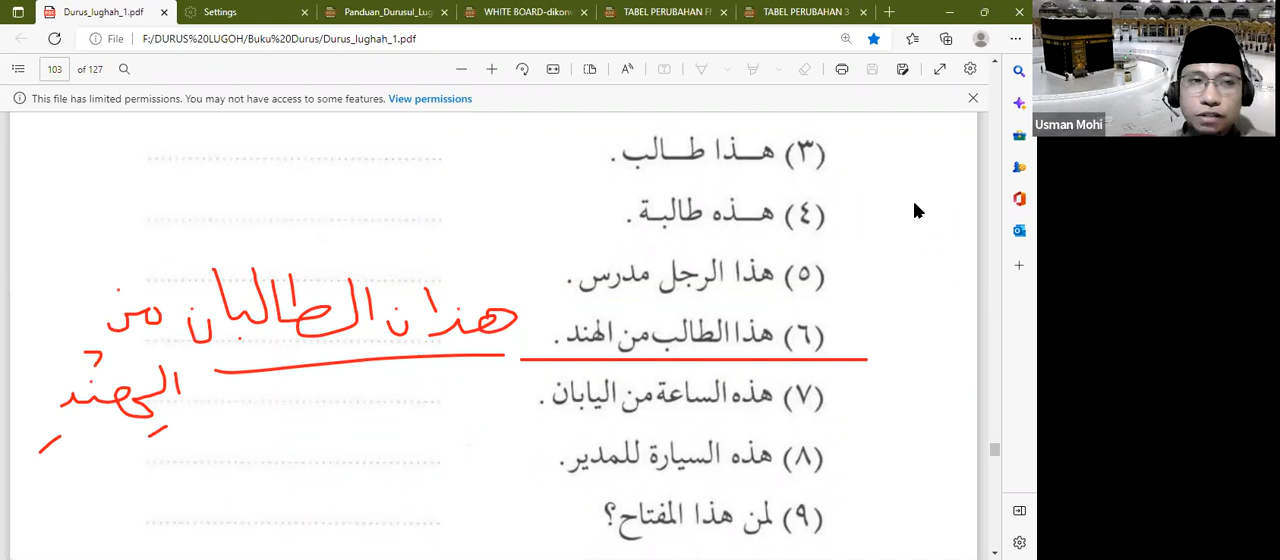 Durus_lughah_1.pdf
Settings
Panduan_Durusul_Lug
WHITE BOARD-dikon
TABEL PERUBAHAN FI
TABEL PERUBAHAN 3
File
F:/DURUS%20LUGOH/Buku%20Durus/Durus_lughah_1.pdf
103 of 127
This file has limited permissions. You may not have access to some features. View permissions
Usman Mohi
(٣) هـذا طـالب .
(٤) هـذه طالبـة .
(٥) هذا الرجل مدرس .
(٦) هذا الطالب من الهند .
هذان الطالبان من
الهِنْدِ
(٧) هذه الساعة من اليابان .
(٨) هذه السيارة للمدير .
(٩) لمن هذا المفتاح؟